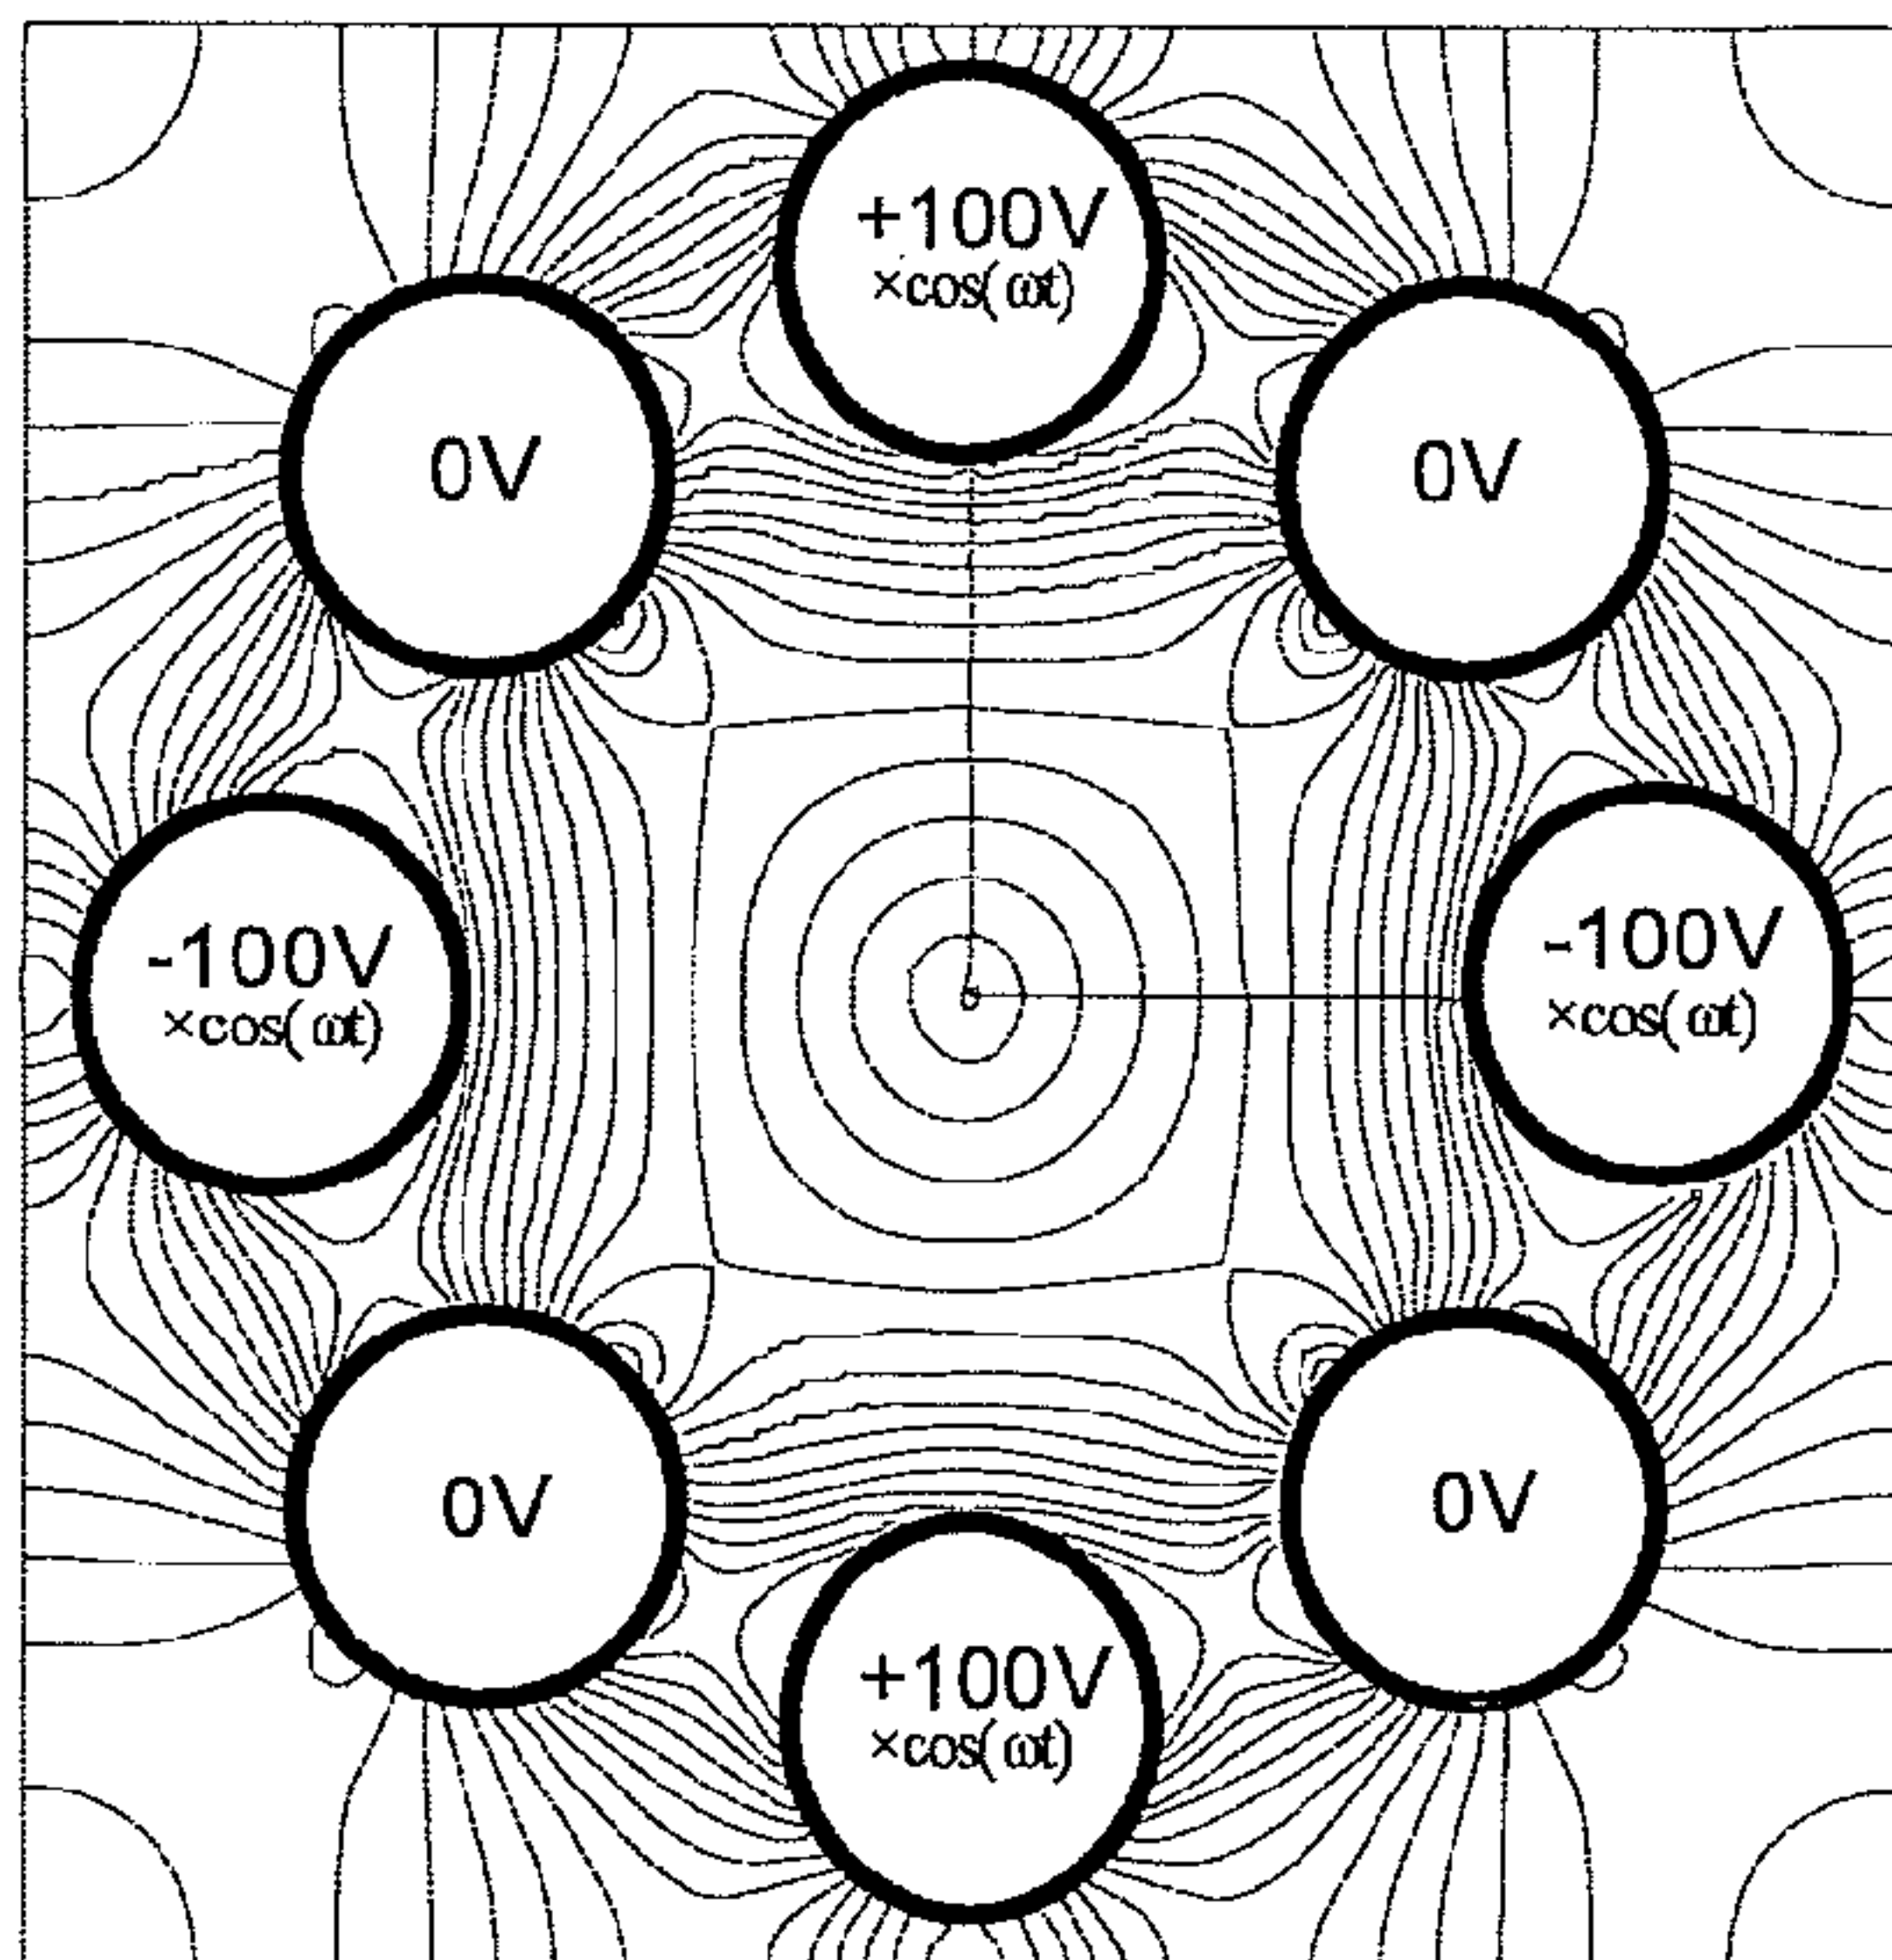 +100V
×cos(ωt)
0V
0V
-100V
×cos(ωt)
-100V
×cos(ωt)
0V
0V
+100V
×cos(ωt)